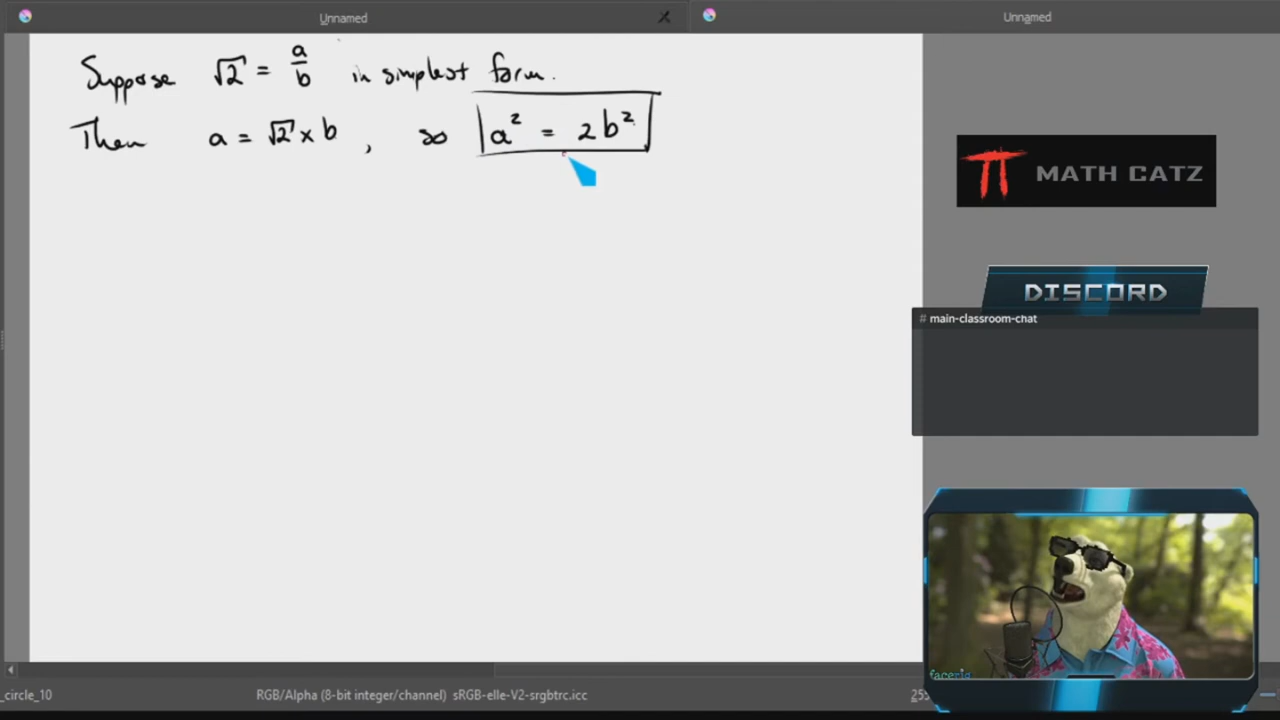 Unnamed
Unnamed
Suppose √2 = a/b in simplest form.
Then a = √2 × b , so a² = 2b²
MATH CATZ
DISCORD
# main-classroom-chat
facerig
_circle_10
RGB/Alpha (8-bit integer/channel) sRGB-elle-V2-srgbtrc.icc